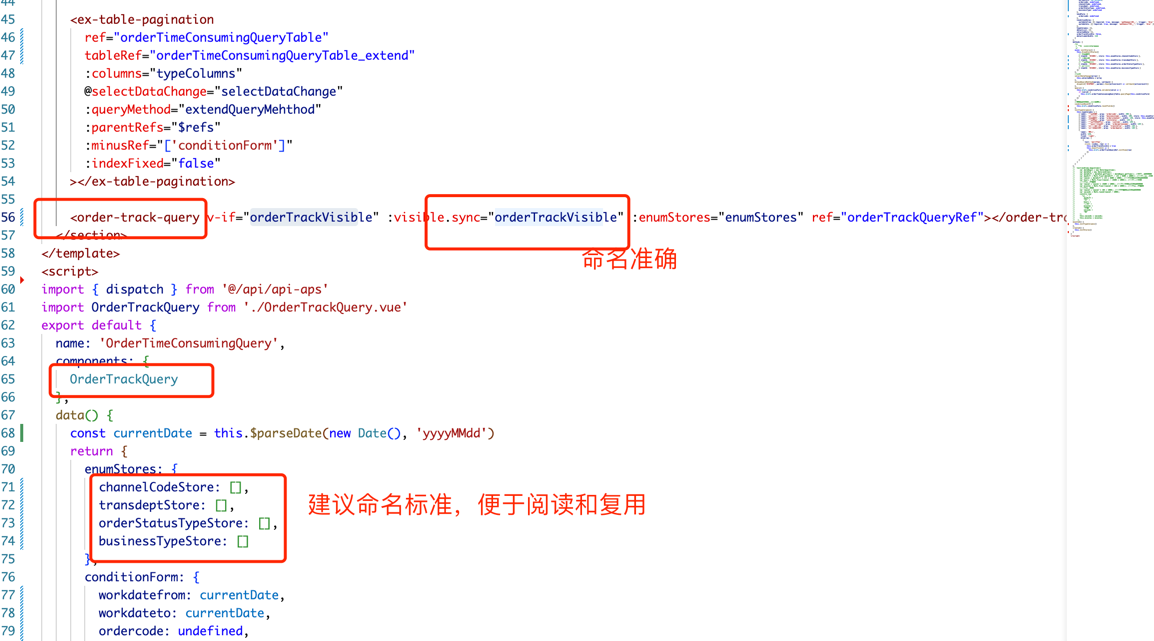 44
45 <ex-table-pagination
46 ref="orderTimeConsumingQueryTable"
47 tableRef="orderTimeConsumingQueryTable_extend"
48 :columns="typeColumns"
49 @selectDataChange="selectDataChange"
50 :queryMethod="extendQueryMehthod"
51 :parentRefs="$refs"
52 :minusRef="['conditionForm']"
53 :indexFixed="false"
54 ></ex-table-pagination>
55
56 <order-track-query v-if="orderTrackVisible" :visible.sync="orderTrackVisible" :enumStores="enumStores" ref="orderTrackQueryRef"></order-tra
命名准确
57 </section>
58 </template>
59 <script>
60 import { dispatch } from '@/api/api-aps'
61 import OrderTrackQuery from './OrderTrackQuery.vue'
62 export default {
63 name: 'OrderTimeConsumingQuery',
64 components: {
65 OrderTrackQuery
66 },
67 data() {
68 const currentDate = this.$parseDate(new Date(), 'yyyyMMdd')
69 return {
70 enumStores: {
71 channelCodeStore: [],
72 transdeptStore: [],
73 orderStatusTypeStore: [],
74 businessTypeStore: []
建议命名标准，便于阅读和复用
75 },
76 conditionForm: {
77 workdatefrom: currentDate,
78 workdateto: currentDate,
79 ordercode: undefined,